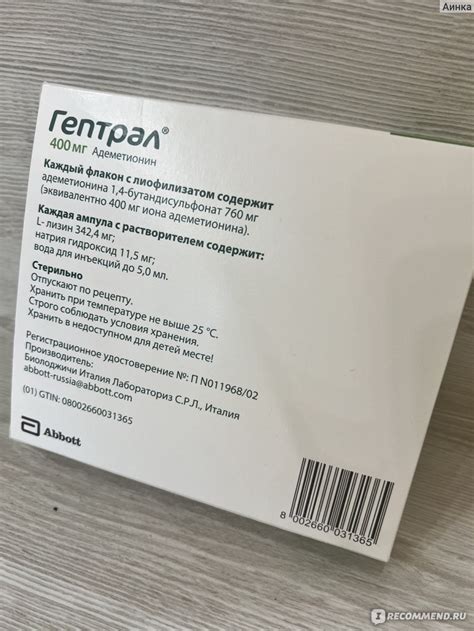 Аинка
Гептрал®
400 мг Адеметионин
Каждый флакон с лиофилизатом содержит
адеметионина 1,4-бутандисульфонат 760 мг
(эквивалентно 400 мг иона адеметионина).
Каждая ампула с растворителем содержит:
L- лизин 342,4 мг;
натрия гидроксид 11,5 мг;
вода для инъекций до 5,0 мл.
Стерильно
Отпускают по рецепту.
Хранить при температуре не выше 25 °С.
Строго соблюдать условия хранения.
Хранить в недоступном для детей месте!
Регистрационное удостоверение №: П N011968/02
Производитель:
Биолоджичи Италия Лабораториз С.Р.Л., Италия
abbott-russia@abbott.com
(01) GTIN: 08002660031365
Abbott
8 002660 031365
IRECOMMEND.RU